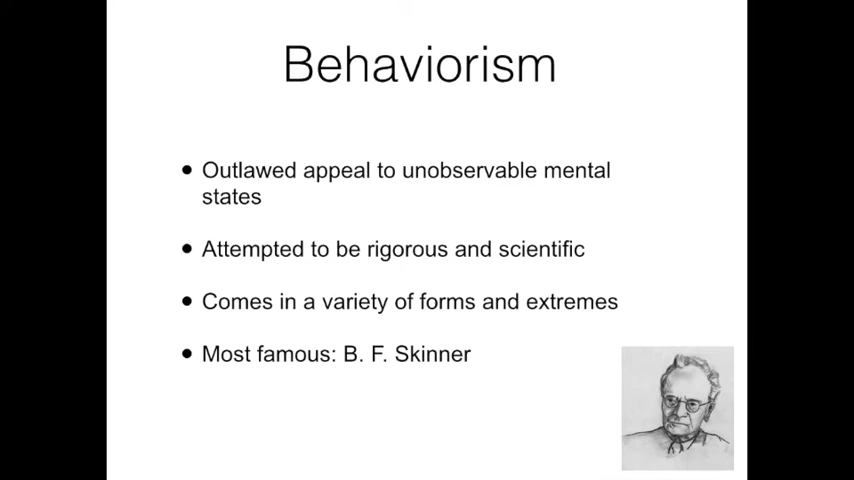 Behaviorism
• Outlawed appeal to unobservable mental
states
• Attempted to be rigorous and scientific
• Comes in a variety of forms and extremes
• Most famous: B. F. Skinner